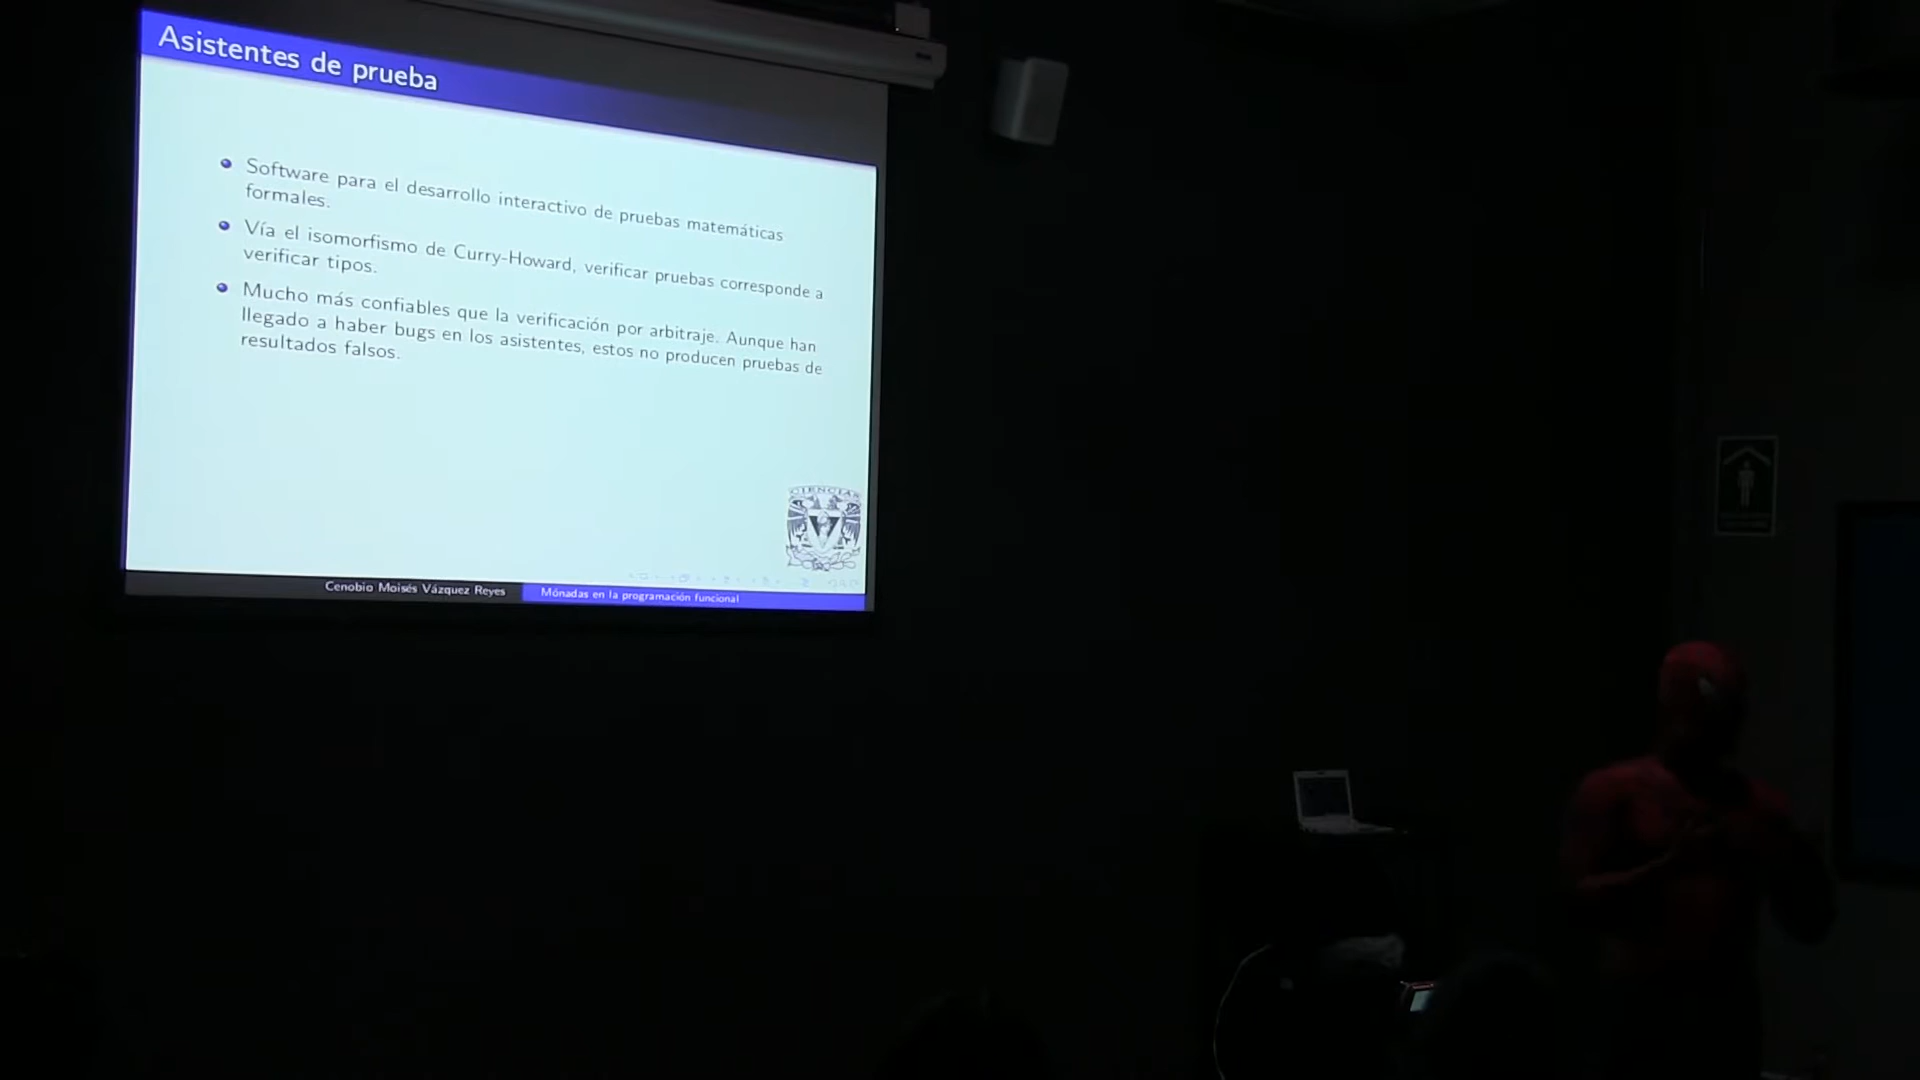 Asistentes de prueba
Software para el desarrollo interactivo de pruebas matemáticas
formales.
Vía el isomorfismo de Curry-Howard, verificar pruebas corresponde a
verificar tipos.
Mucho más confiables que la verificación por arbitraje. Aunque han
llegado a haber bugs en los asistentes, estos no producen pruebas de
resultados falsos.
CIENCIAS
Cenobio Moisés Vázquez Reyes
Mónadas en la programación funcional